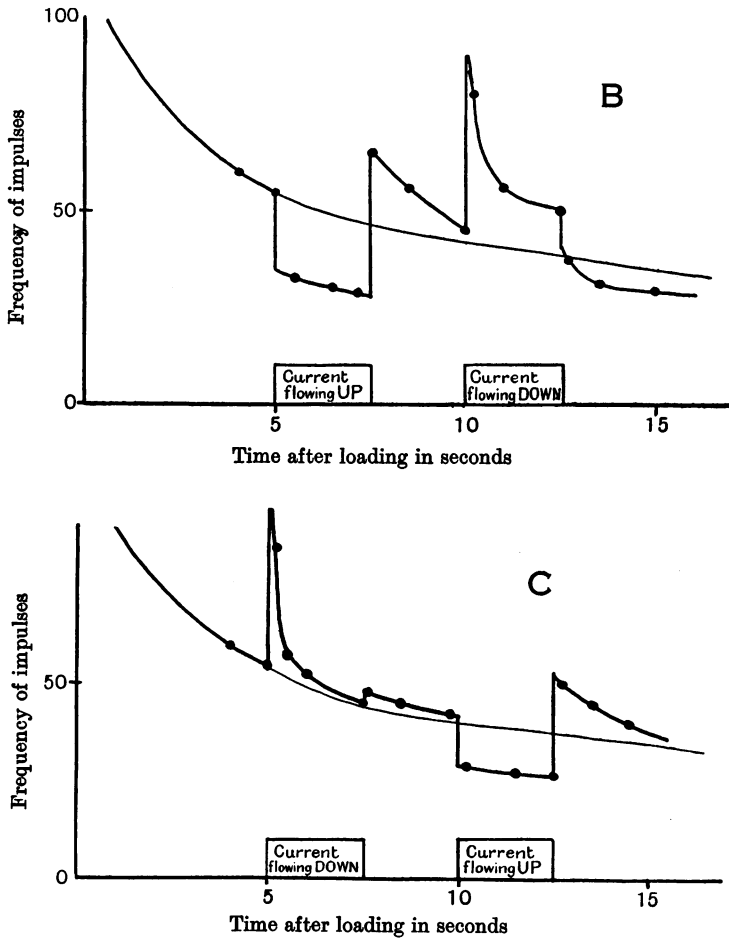 100
B
Frequency of impulses
50
0
Current
flowing UP
Current
flowing DOWN
5
10
15
Time after loading in seconds
C
Frequency of impulses
50
0
Current
flowing DOWN
Current
flowing UP
5
10
15
Time after loading in seconds